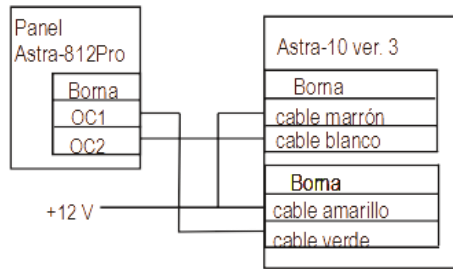 Panel
Astra-812Pro
Borna
OC1
OC2
+12 V
Astra-10 ver. 3
Borna
cable marrón
cable blanco
Borna
cable amarillo
cable verde